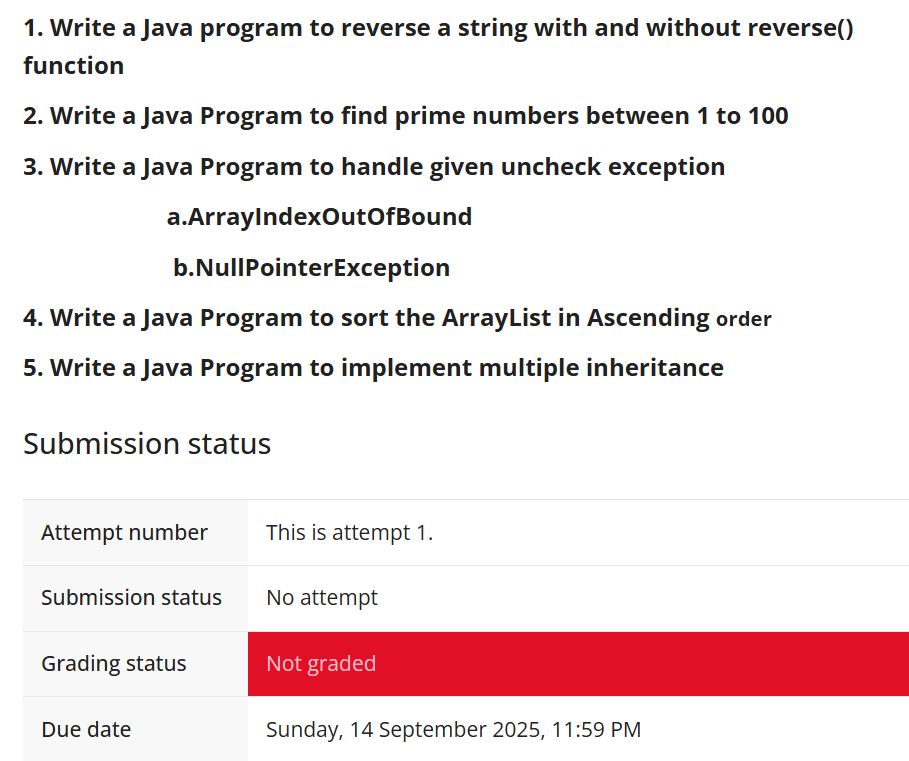 1. Write a Java program to reverse a string with and without reverse()
function
2. Write a Java Program to find prime numbers between 1 to 100
3. Write a Java Program to handle given uncheck exception
a.ArrayIndexOutOfBound
b.NullPointerException
4. Write a Java Program to sort the ArrayList in Ascending order
5. Write a Java Program to implement multiple inheritance
Submission status
Attempt number This is attempt 1.
Submission status No attempt
Grading status Not graded
Due date Sunday, 14 September 2025, 11:59 PM